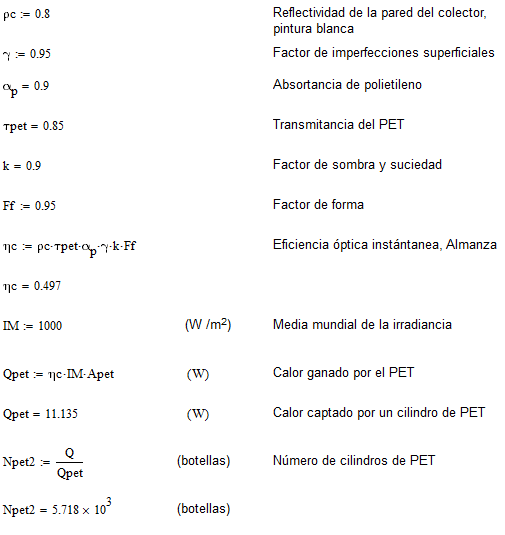 ρc := 0.8 Reflectividad de la pared del colector,
pintura blanca
γ := 0.95 Factor de imperfecciones superficiales
αp = 0.9 Absortancia de polietileno
τpet = 0.85 Transmitancia del PET
k = 0.9 Factor de sombra y suciedad
Ff := 0.95 Factor de forma
ηc := ρc·τpet·αp·γ·k·Ff Eficiencia óptica instántanea, Almanza
ηc = 0.497
IM := 1000 (W /m2) Media mundial de la irradiancia
Qpet := ηc·IM·Apet (W) Calor ganado por el PET
Qpet = 11.135 (W) Calor captado por un cilindro de PET
Npet2 := Q/Qpet (botellas) Número de cilindros de PET
Npet2 = 5.718 × 10^3 (botellas)